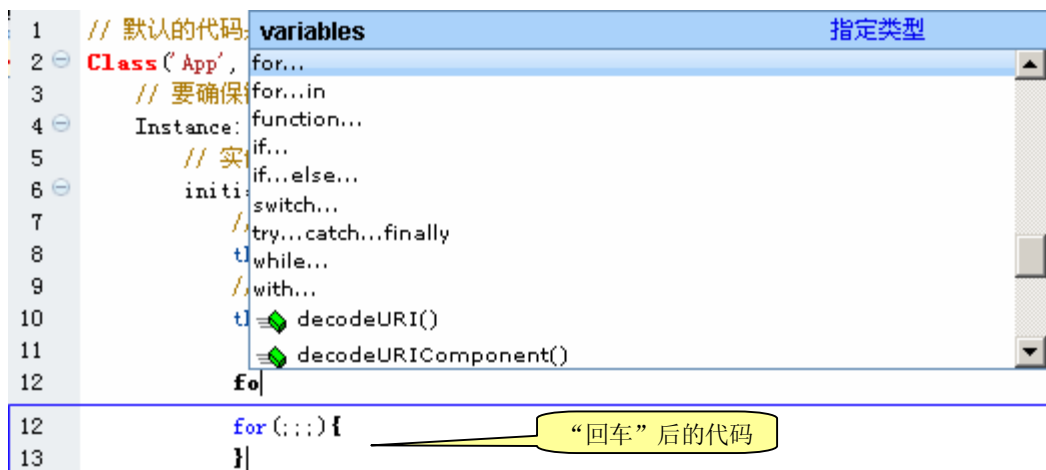 variables 指定类型
1 // 默认的代码
2 Class('App', for...
3 // 要确保 for...in
4 Instance: function...
5 // 实 if...
if...else...
6 initi switch...
7 // try...catch...finally
8 while...
9 // with...
10 decodeURI()
11 decodeURIComponent()
12 fo
12 for(;;;){
“回车”后的代码
13 }